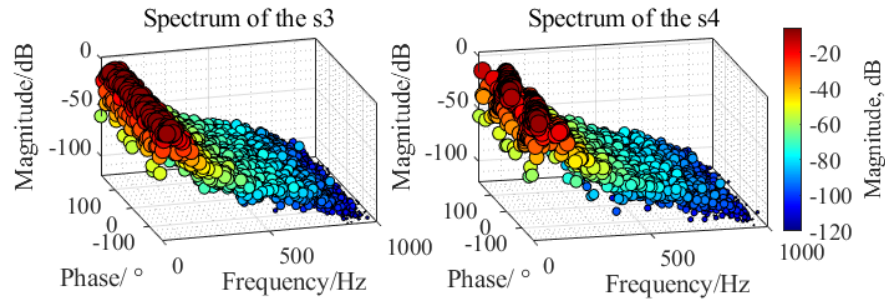 Spectrum of the s3
Magnitude/dB
0
-50
-100
100
0
-100
Phase/ °
0
500
1000
Frequency/Hz
Spectrum of the s4
Magnitude/dB
0
-50
-100
100
0
-100
Phase/ °
0
500
1000
Frequency/Hz
-20
-40
-60
-80
-100
-120
Magnitude, dB